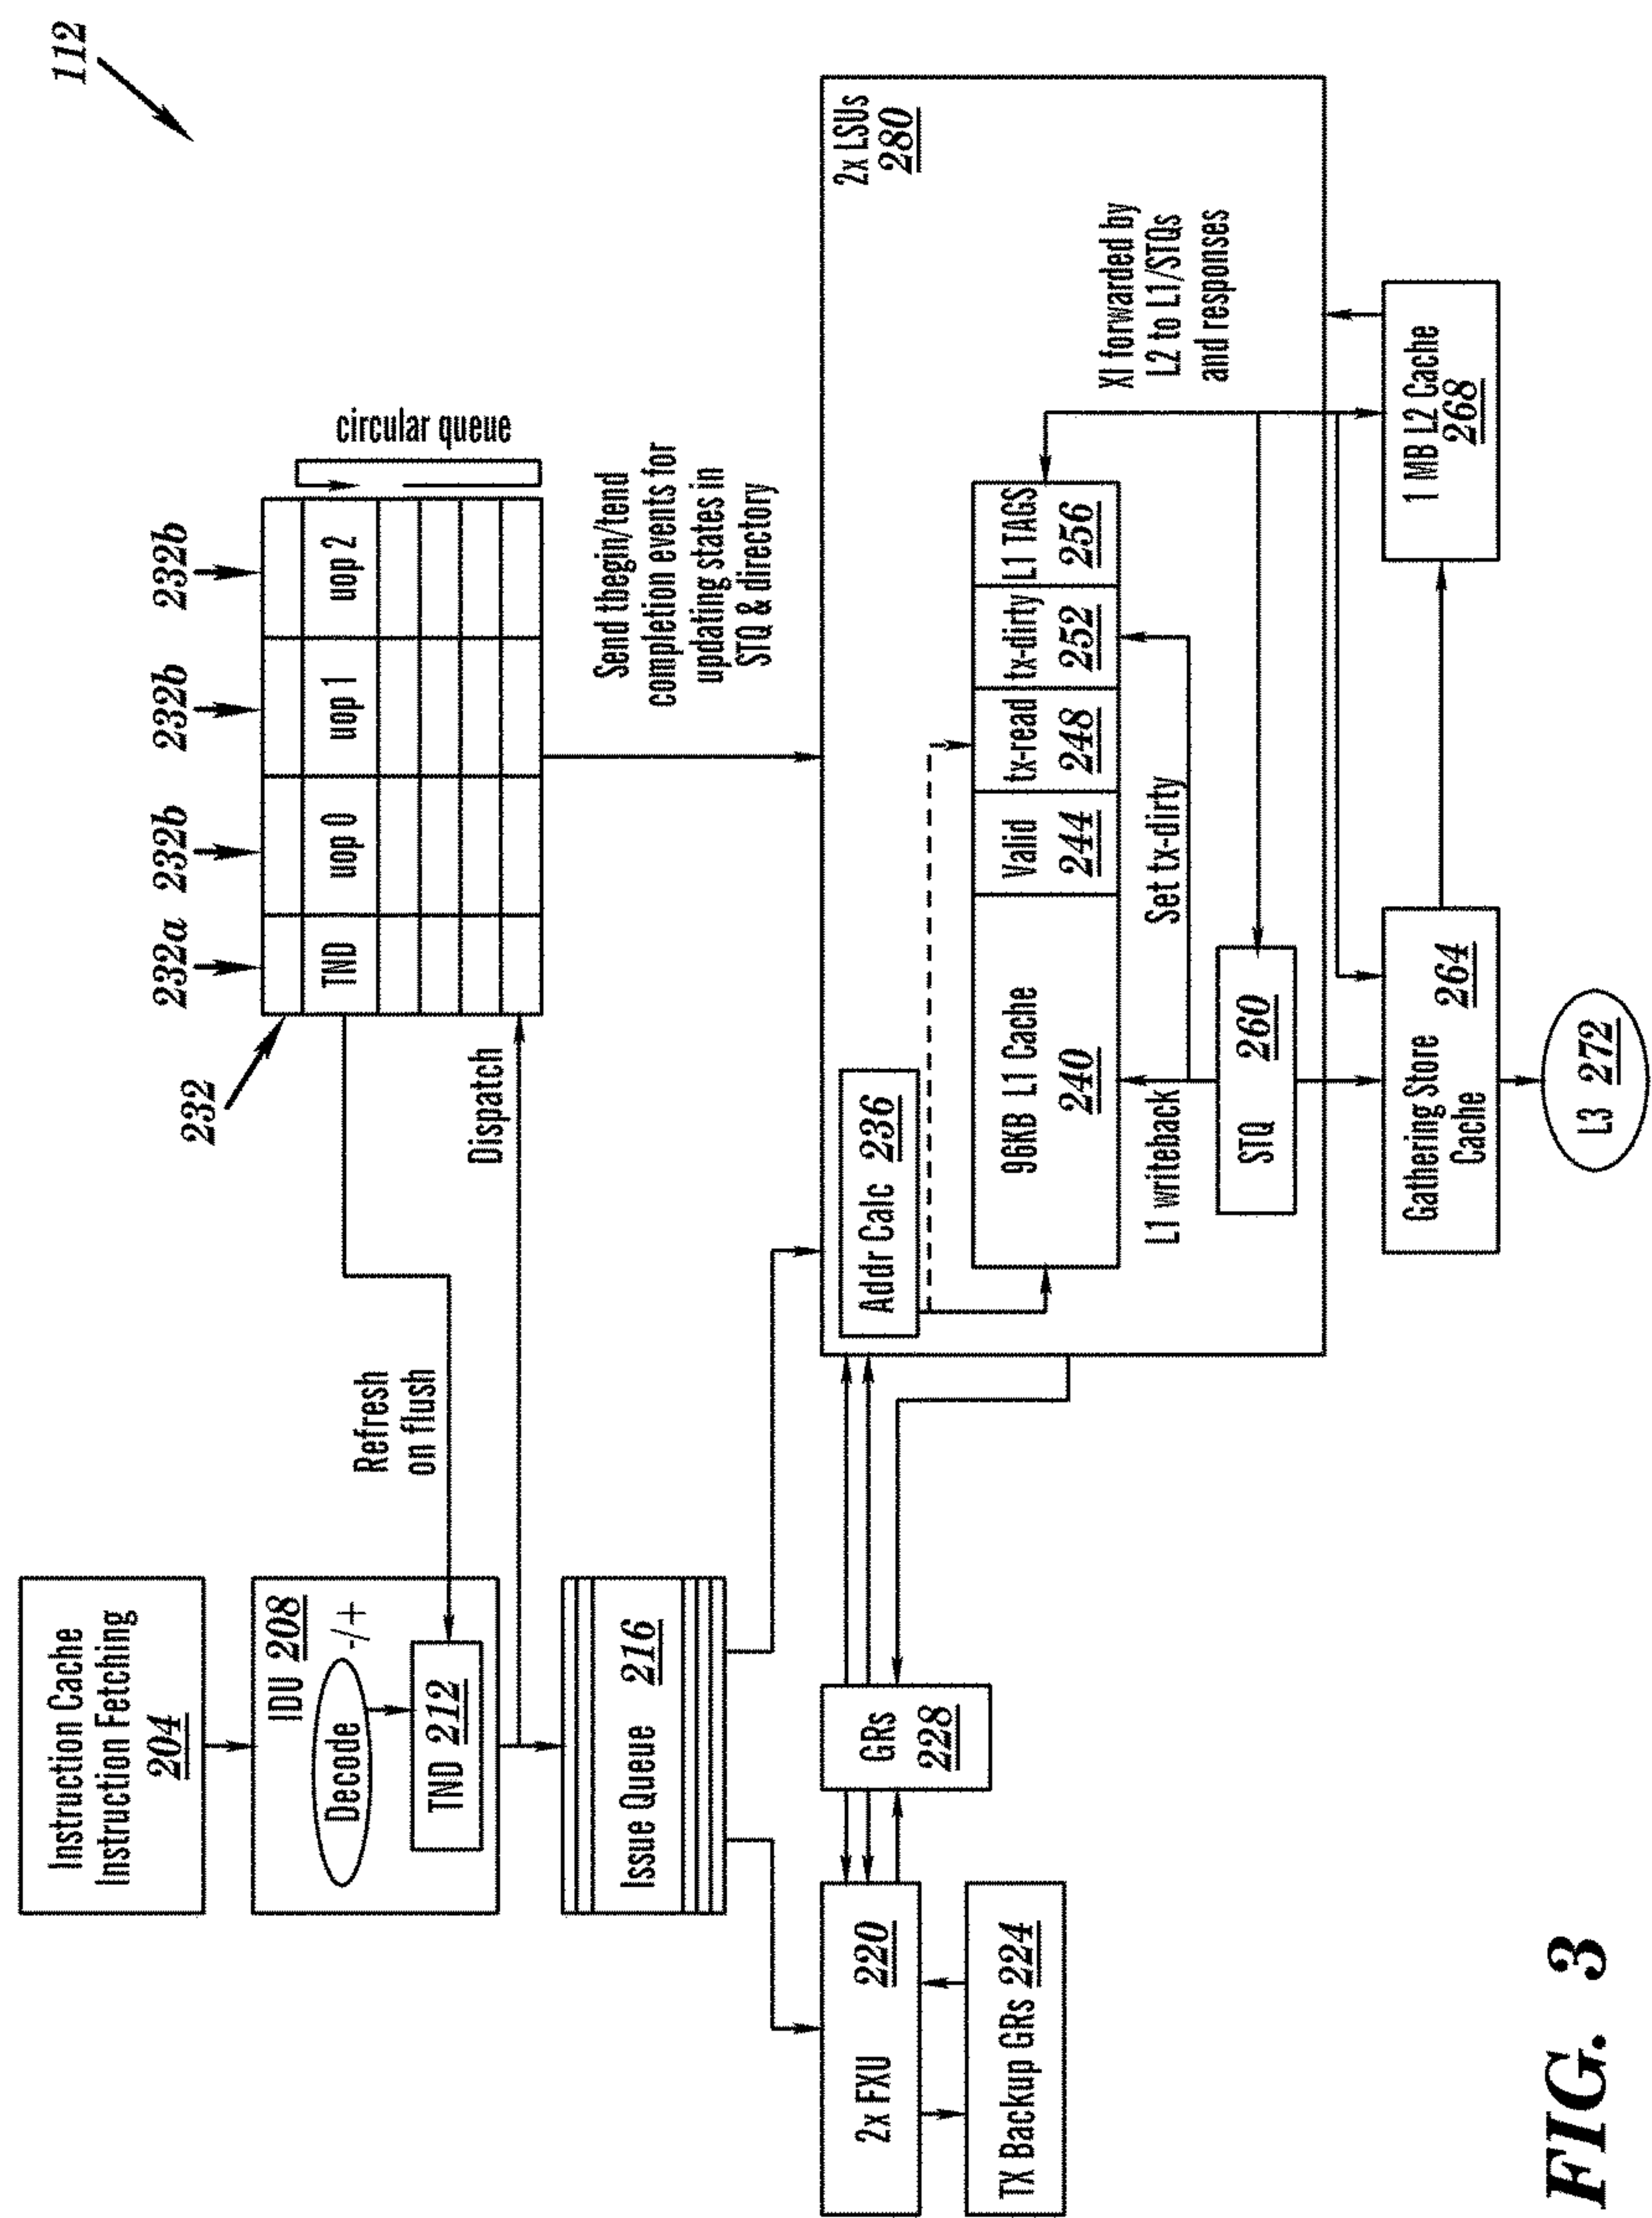 112
Instruction Cache
Instruction Fetching
204
IDU 208
Decode
-/+
TND 212
Refresh
on flush
Dispatch
232
232a
232b
232b
232b
TND
uop 0
uop 1
uop 2
circular queue
Issue Queue 216
Send tbegin/tend
completion events for
updating states in
STQ & directory
2x FXU 220
TX Backup GRs 224
GRs
228
2x LSUs
280
Addr Calc 236
96KB L1 Cache
240
Valid
244
tx-read
248
tx-dirty
252
L1 TAGS
256
XI forwarded by
L2 to L1/STQs
and responses
L1 writeback
Set tx-dirty
STQ 260
Gathering Store
Cache 264
1 MB L2 Cache
268
L3 272
FIG. 3